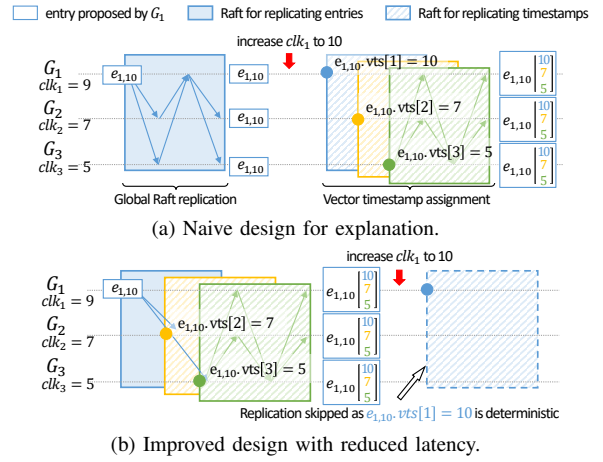 entry proposed by G1 Raft for replicating entries Raft for replicating timestamps
increase clk1 to 10
G1
clk1 = 9
e1,10
e1,10
e1,10.vts[1] = 10
e1,10 [10 7 5]
G2
clk2 = 7
e1,10
e1,10.vts[2] = 7
e1,10 [10 7 5]
G3
clk3 = 5
e1,10
e1,10.vts[3] = 5
e1,10 [10 7 5]
Global Raft replication
Vector timestamp assignment
(a) Naive design for explanation.
increase clk1 to 10
G1
clk1 = 9
e1,10
e1,10 [10 7 5]
G2
clk2 = 7
e1,10.vts[2] = 7
e1,10 [10 7 5]
G3
clk3 = 5
e1,10.vts[3] = 5
e1,10 [10 7 5]
Replication skipped as e1,10.vts[1] = 10 is deterministic
(b) Improved design with reduced latency.